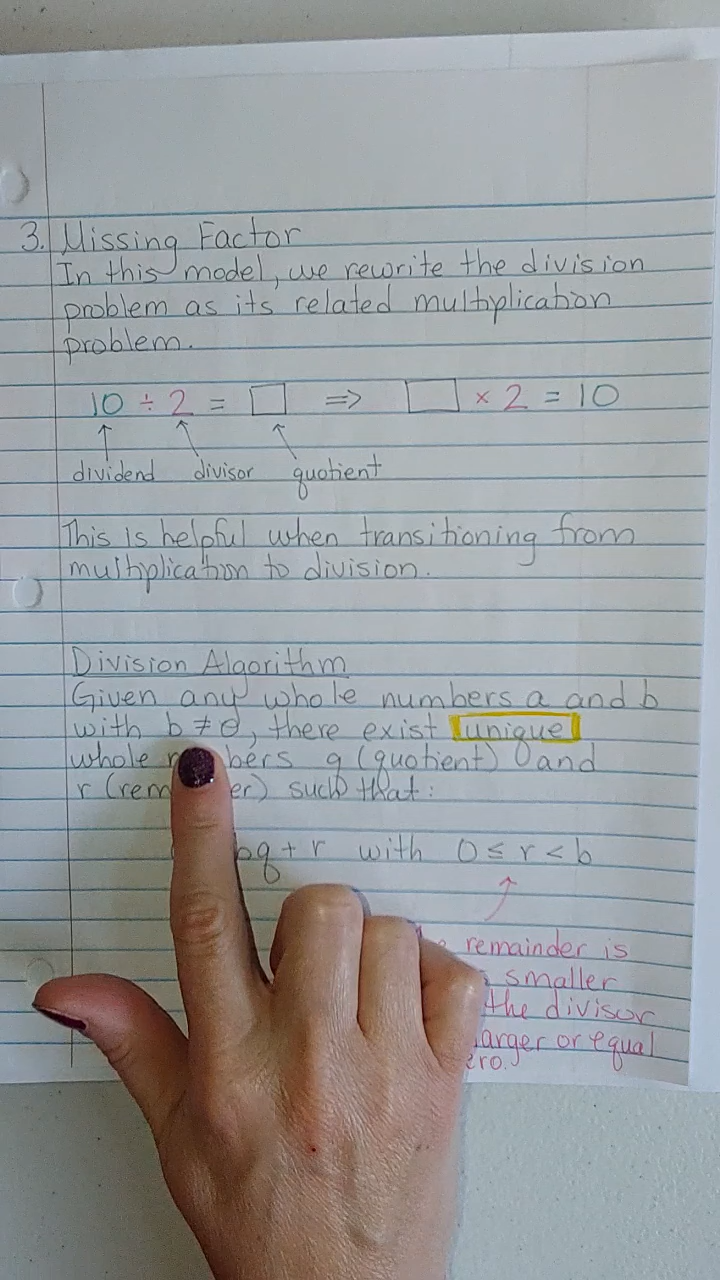 3. Missing Factor
In this model, we rewrite the division
problem as its related multiplication
problem.
10 ÷ 2 = □ ⇒ □ × 2 = 10
dividend divisor quotient
This is helpful when transitioning from
multiplication to division.
Division Algorithm
Given any whole numbers a and b
with b ≠ 0, there exist unique
whole bers q (quotient) and
r (rem er) such that:
bq + r with 0 ≤ r < b
remainder is
smaller
the divisor
larger or equal
ero.